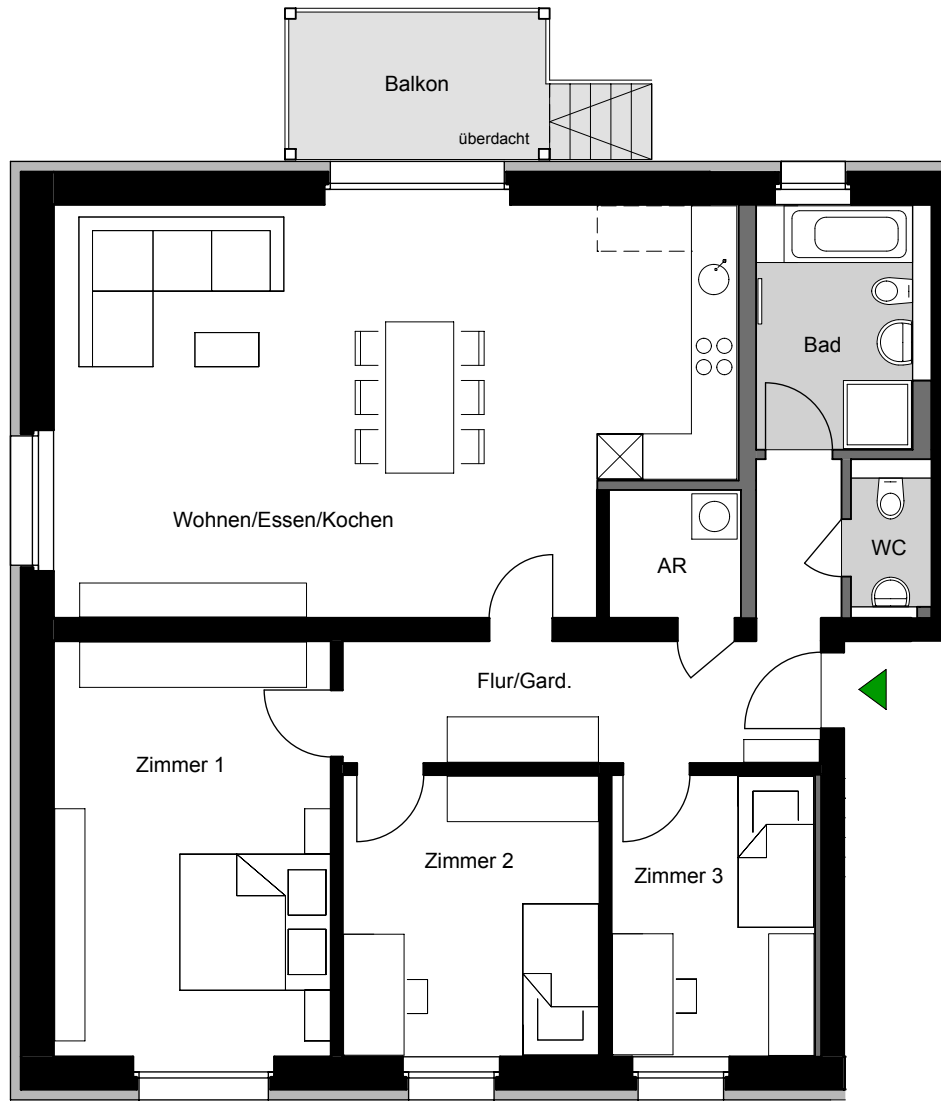 Balkon
überdacht
Bad
Wohnen/Essen/Kochen
WC
AR
Flur/Gard.
Zimmer 1
Zimmer 2
Zimmer 3